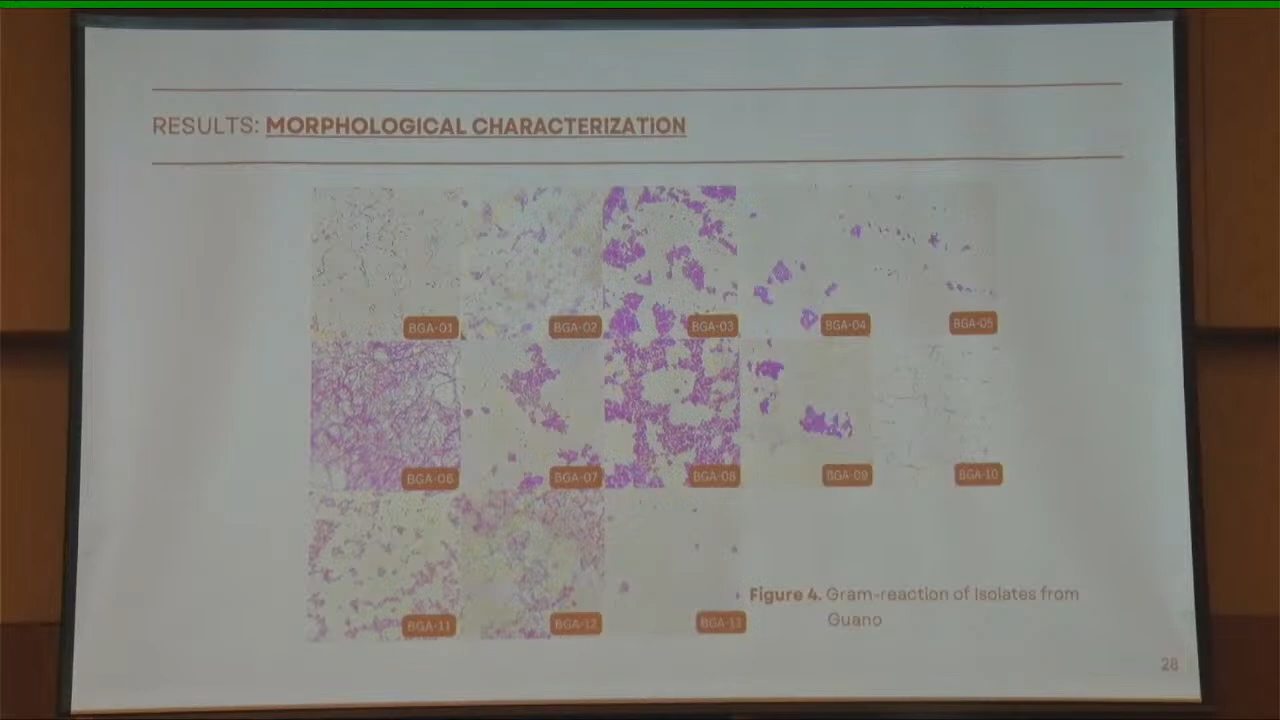 RESULTS: MORPHOLOGICAL CHARACTERIZATION
BGA-01
BGA-02
BGA-03
BGA-04
BGA-05
BGA-06
BGA-07
BGA-08
BGA-09
BGA-10
BGA-11
BGA-12
BGA-13
Figure 4. Gram-reaction of Isolates from
Guano
28